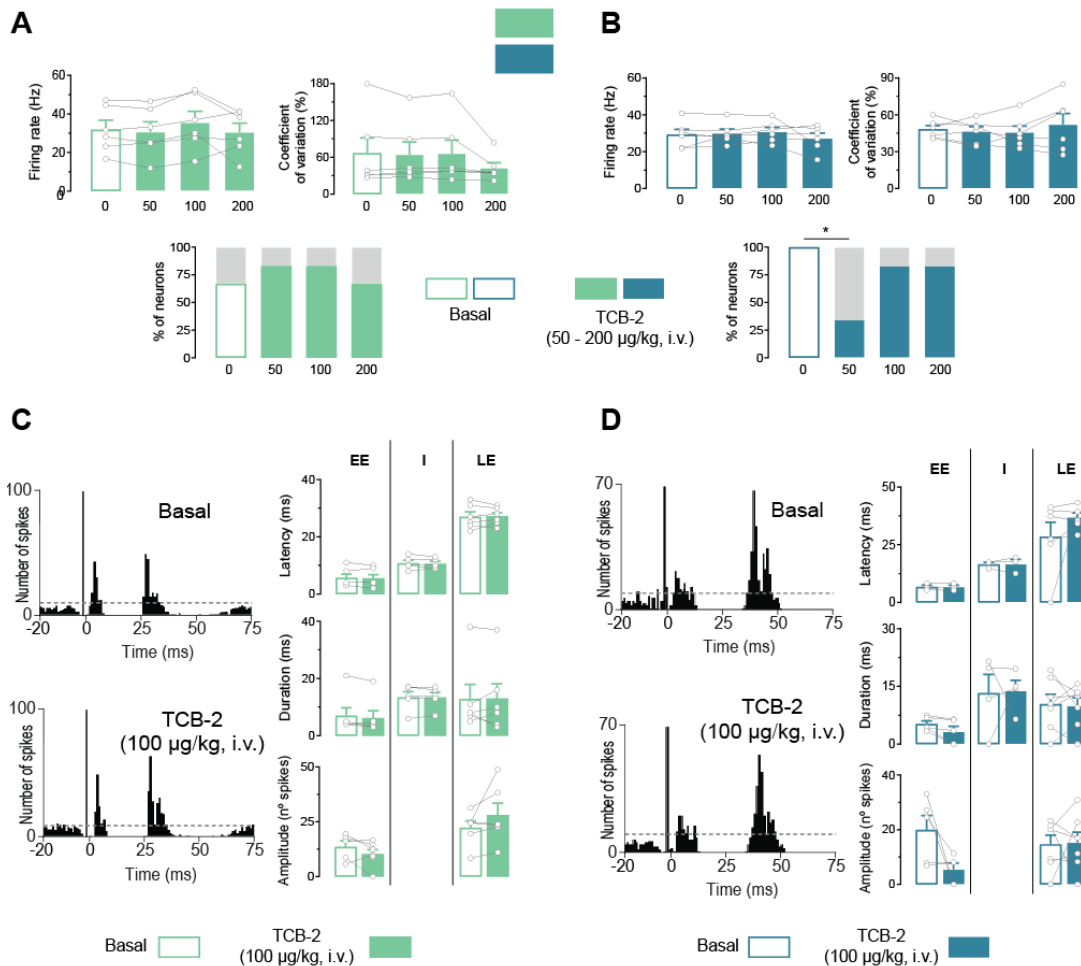 A
B
Firing rate (Hz)
60
40
20
0
0
0 50 100 200
Coefficient
of variation (%)
180
120
60
0
0 50 100 200
Firing rate (Hz)
60
40
20
0
0 50 100 200
Coefficient
of variation (%)
90
60
30
0
0 50 100 200
% of neurons
100
75
50
25
0
0 50 100 200
Basal
TCB-2
(50 - 200 µg/kg, i.v.)
*
% of neurons
100
75
50
25
0
0 50 100 200
C
Number of spikes
100
50
0
Basal
-20 0 25 50 75
Time (ms)
Number of spikes
100
50
0
TCB-2
(100 µg/kg, i.v.)
-20 0 25 50 75
Time (ms)
EE I LE
Latency (ms)
40
20
0
Duration (ms)
40
20
0
Amplitude (nº spikes)
50
25
0
Basal
TCB-2
(100 µg/kg, i.v.)
D
Number of spikes
70
0
Basal
-20 0 25 50 75
Time (ms)
Number of spikes
70
0
TCB-2
(100 µg/kg, i.v.)
-20 0 25 50 75
Time (ms)
EE I LE
Latency (ms)
50
25
0
Duration (ms)
30
15
0
Amplitude (nº spikes)
40
20
0
Basal
TCB-2
(100 µg/kg, i.v.)